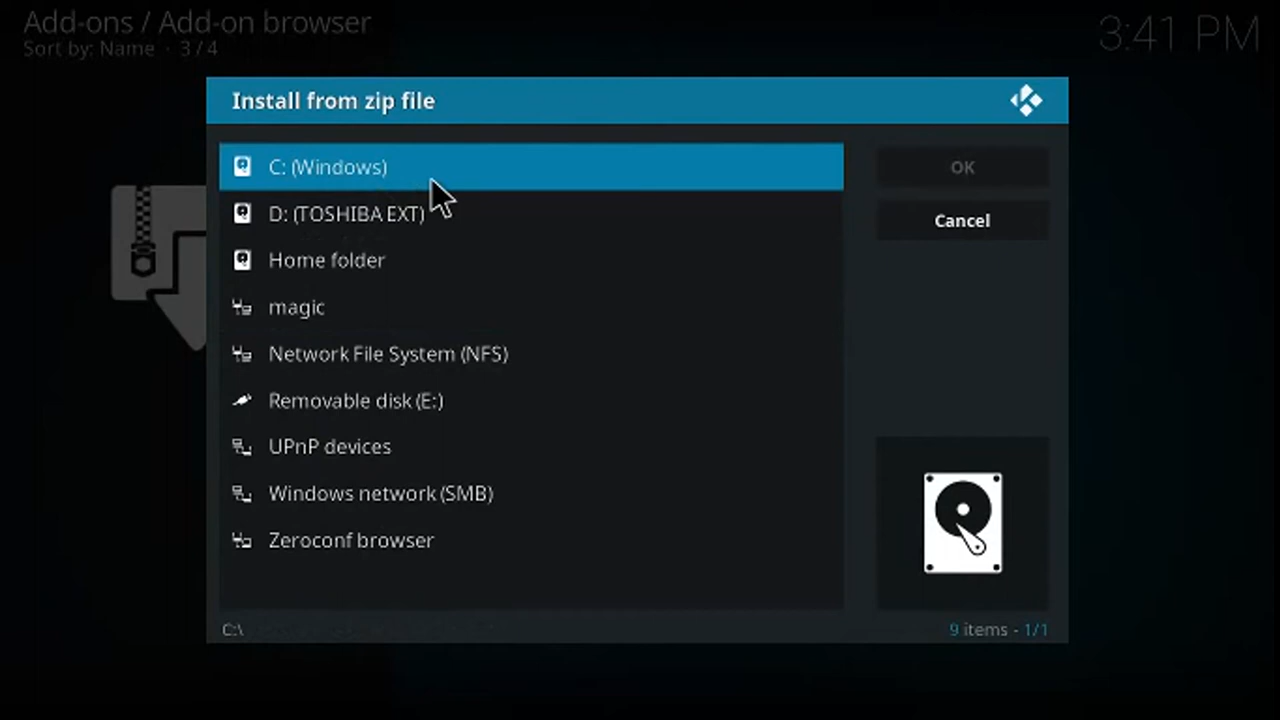 Add-ons / Add-on browser
Sort by: Name · 3 / 4
3:41 PM
Install from zip file
C: (Windows)
D: (TOSHIBA EXT)
Home folder
magic
Network File System (NFS)
Removable disk (E:)
UPnP devices
Windows network (SMB)
Zeroconf browser
OK
Cancel
C:\
9 items - 1/1